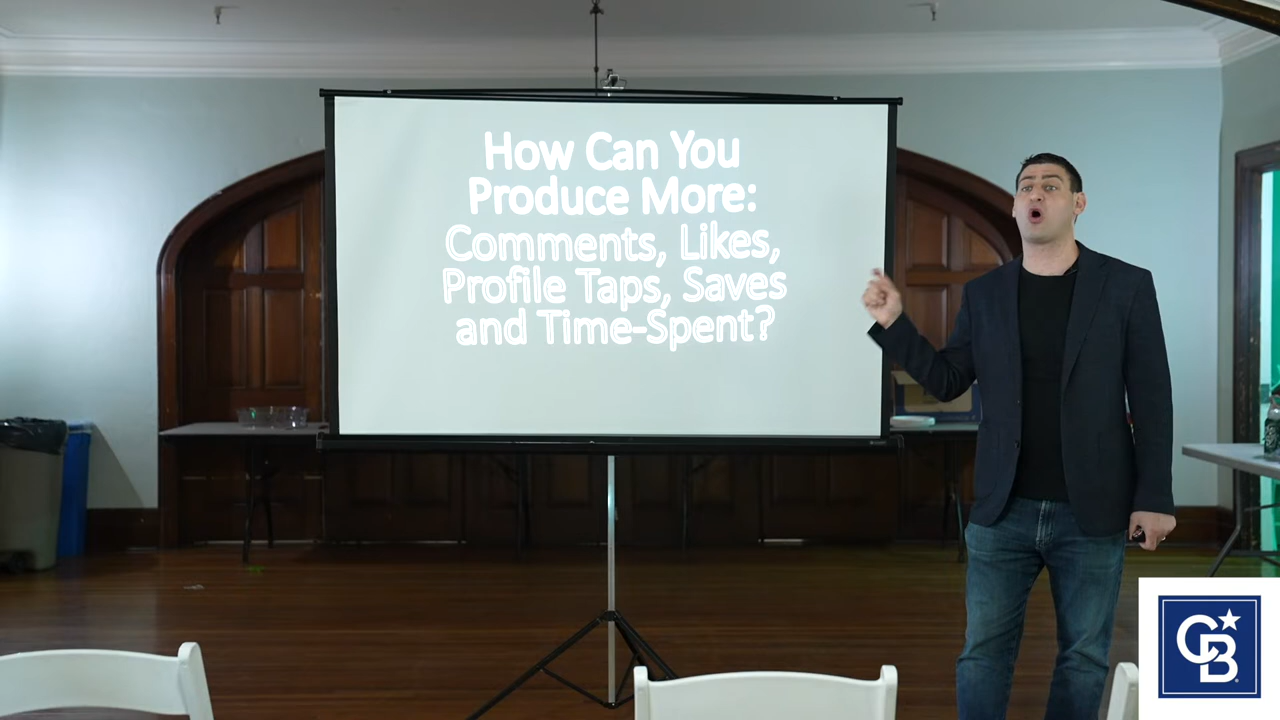 How Can You
Produce More:
Comments, Likes,
Profile Taps, Saves
and Time-Spent?
CB